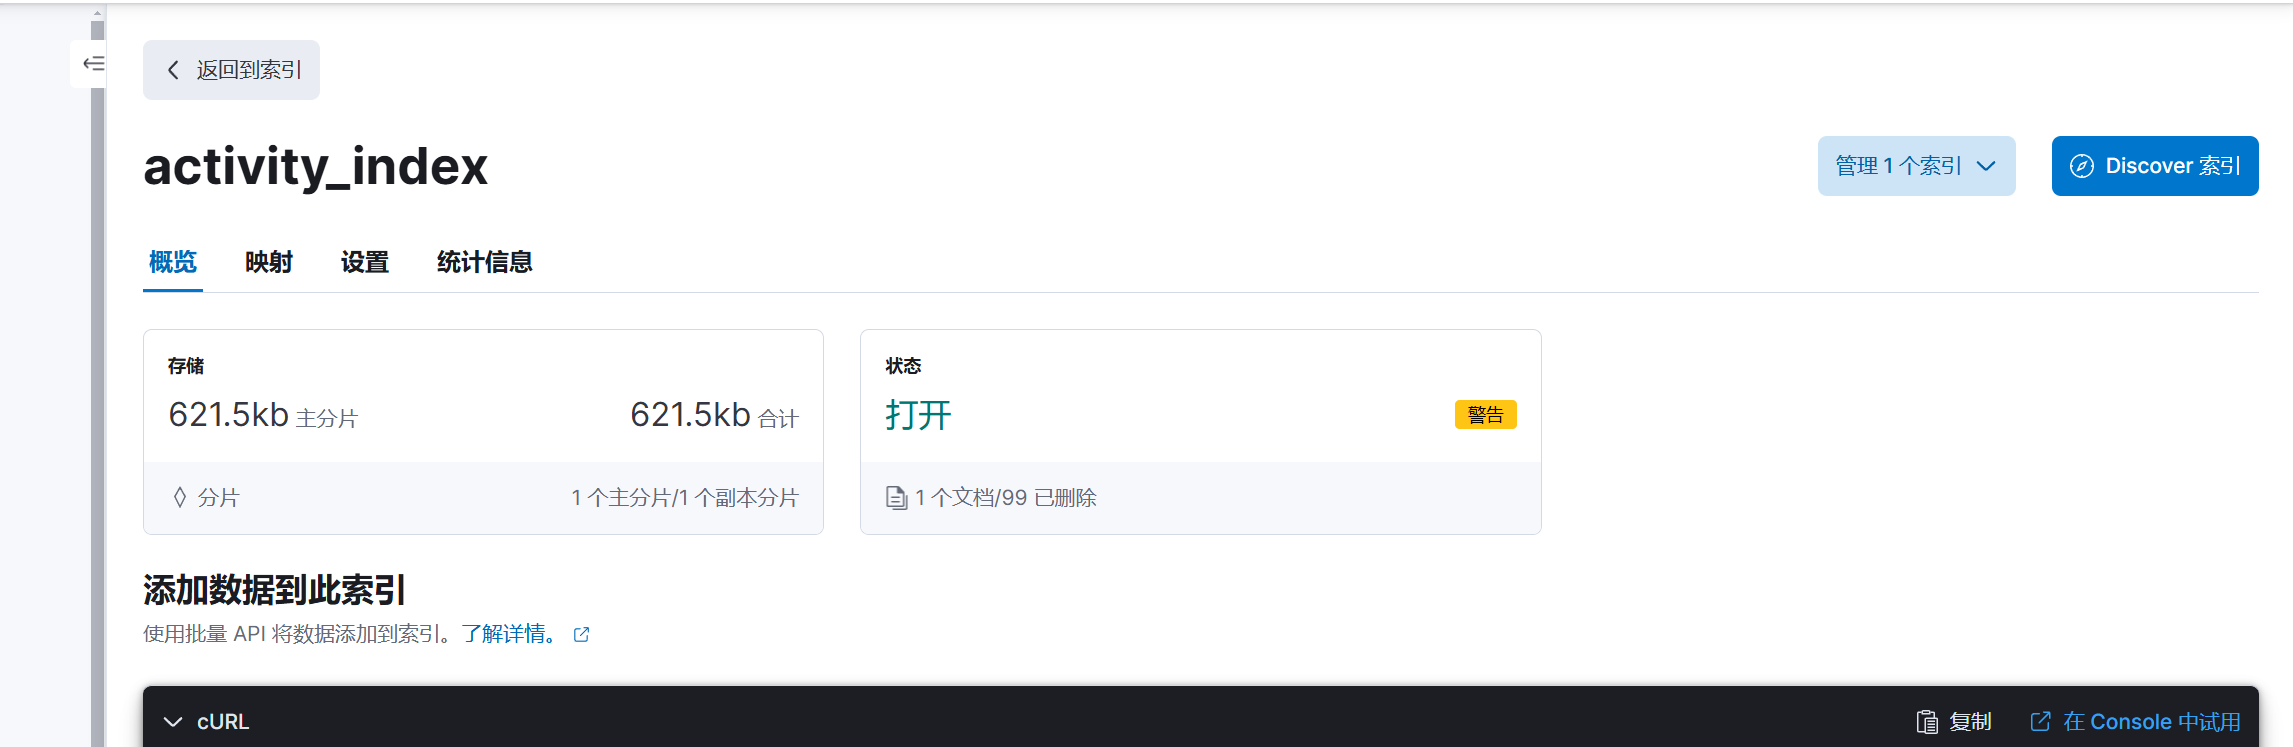 返回到索引
activity_index
管理 1 个索引
Discover 索引
概览 映射 设置 统计信息
存储
621.5kb 主分片 621.5kb 合计
分片 1 个主分片/1 个副本分片
状态
打开 警告
1 个文档/99 已删除
添加数据到此索引
使用批量 API 将数据添加到索引。了解详情。
cURL 复制 在 Console 中试用